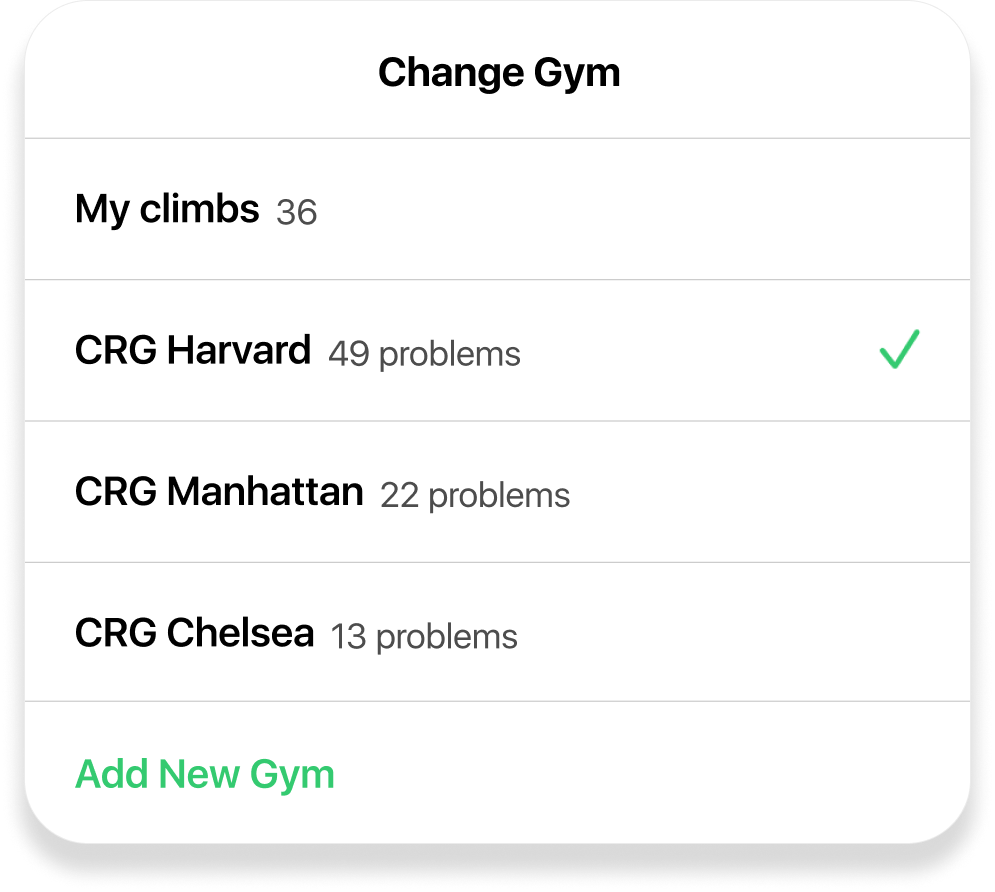 Change Gym
My climbs 36
CRG Harvard 49 problems
CRG Manhattan 22 problems
CRG Chelsea 13 problems
Add New Gym